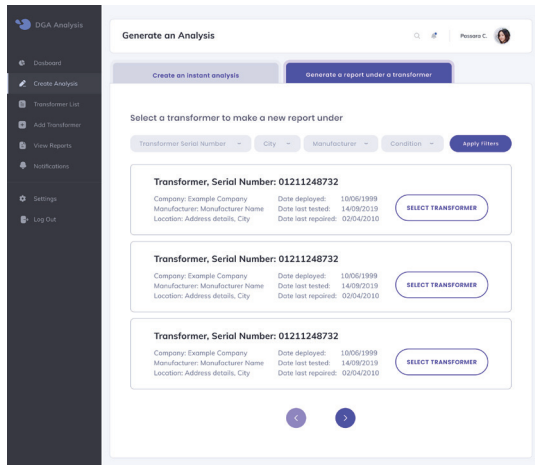 DGA Analysis
Dasboard
Create Analysis
Transformer List
Add Transformer
View Reports
Notifications
Settings
Log Out
Generate an Analysis
Possara C.
Create an instant analysis
Generate a report under a transformer
Select a transformer to make a new report under
Transformer Serial Number
City
Manufacturer
Condition
Apply Filters
Transformer, Serial Number: 01211248732
Company: Example Company Date deployed: 10/06/1999
Manufacturer: Manufacturer Name Date last tested: 14/09/2019
Location: Address details, City Date last repaired: 02/04/2010
SELECT TRANSFORMER
Transformer, Serial Number: 01211248732
Company: Example Company Date deployed: 10/06/1999
Manufacturer: Manufacturer Name Date last tested: 14/09/2019
Location: Address details, City Date last repaired: 02/04/2010
SELECT TRANSFORMER
Transformer, Serial Number: 01211248732
Company: Example Company Date deployed: 10/06/1999
Manufacturer: Manufacturer Name Date last tested: 14/09/2019
Location: Address details, City Date last repaired: 02/04/2010
SELECT TRANSFORMER